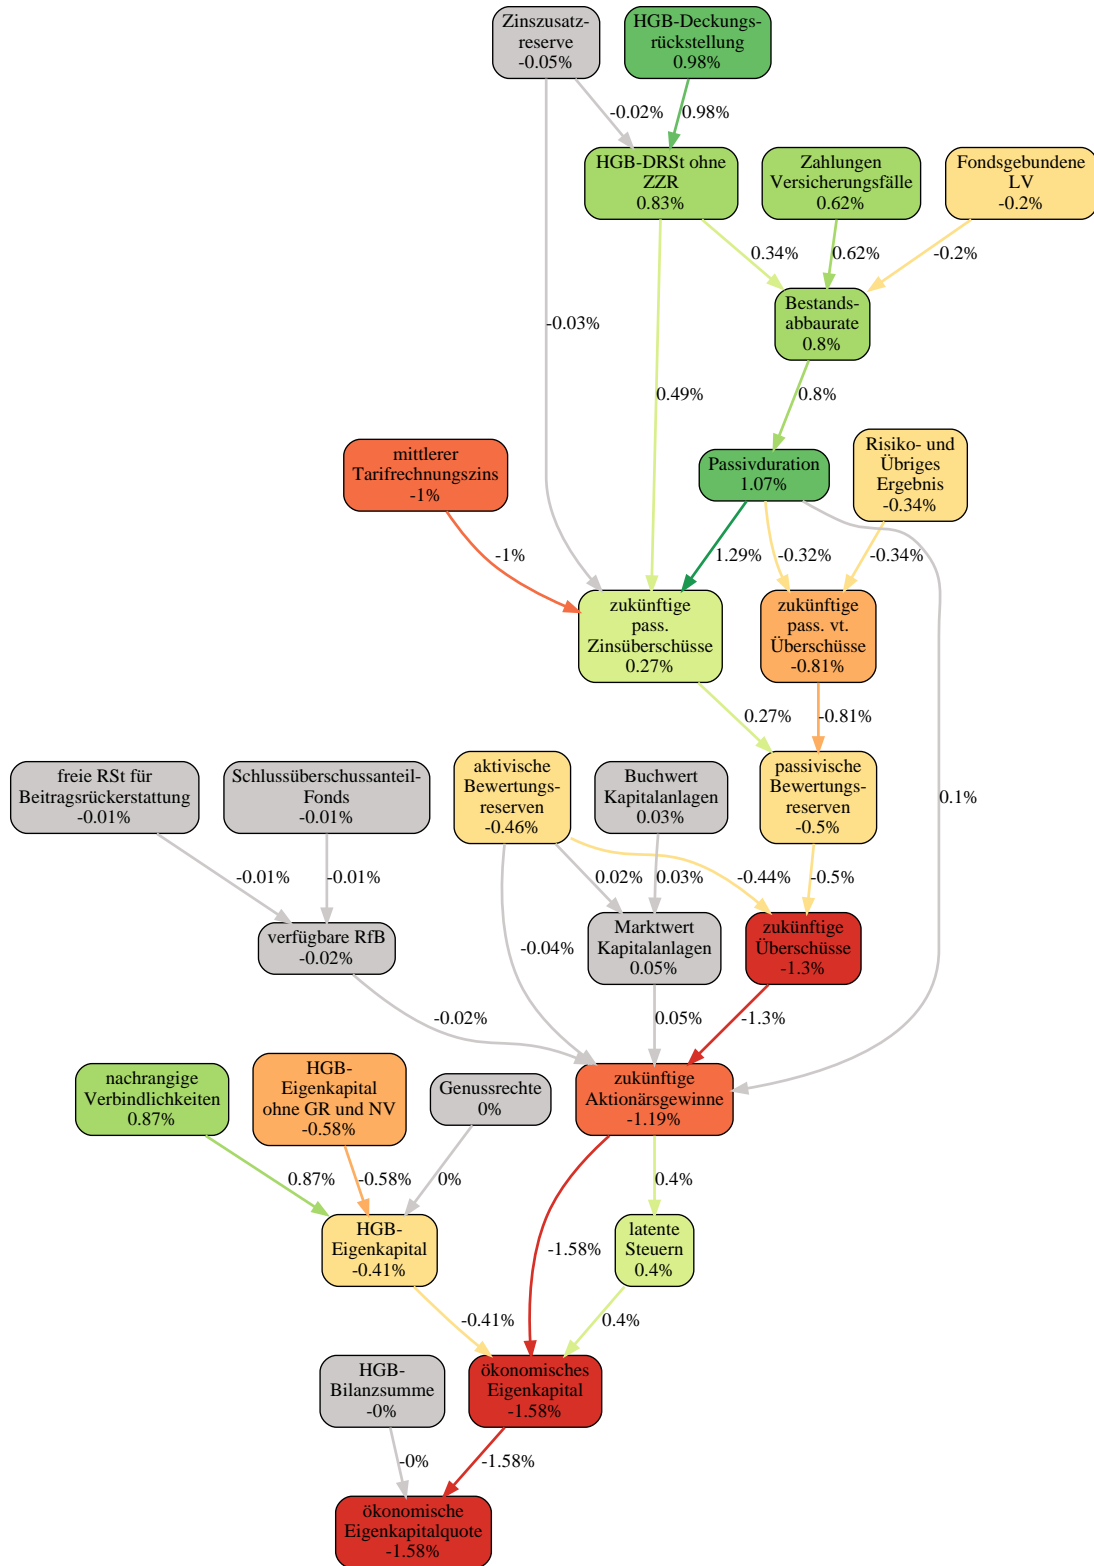 Zinszusatz-
reserve
-0.05%
HGB-Deckungs-
rückstellung
0.98%
-0.02%
0.98%
HGB-DRSt ohne
ZZR
0.83%
Zahlungen
Versicherungsfälle
0.62%
Fondsgebundene
LV
-0.2%
0.34%
0.62%
-0.2%
Bestands-
abbaurate
0.8%
-0.03%
0.49%
0.8%
mittlerer
Tarifrechnungszins
-1%
Passivduration
1.07%
Risiko- und
Übriges
Ergebnis
-0.34%
-1%
1.29%
-0.32%
-0.34%
zukünftige
pass.
Zinsüberschüsse
0.27%
zukünftige
pass. vt.
Überschüsse
-0.81%
0.27%
-0.81%
freie RSt für
Beitragsrückerstattung
-0.01%
Schlussüberschussanteil-
Fonds
-0.01%
aktivische
Bewertungs-
reserven
-0.46%
Buchwert
Kapitalanlagen
0.03%
passivische
Bewertungs-
reserven
-0.5%
0.1%
-0.01%
-0.01%
0.02%
0.03%
-0.44%
-0.5%
verfügbare RfB
-0.02%
-0.04%
Marktwert
Kapitalanlagen
0.05%
zukünftige
Überschüsse
-1.3%
-0.02%
0.05%
-1.3%
nachrangige
Verbindlichkeiten
0.87%
HGB-
Eigenkapital
ohne GR und NV
-0.58%
Genussrechte
0%
zukünftige
Aktionärsgewinne
-1.19%
0.87%
-0.58%
0%
0.4%
HGB-
Eigenkapital
-0.41%
-1.58%
latente
Steuern
0.4%
-0.41%
0.4%
HGB-
Bilanzsumme
-0%
ökonomisches
Eigenkapital
-1.58%
-0%
-1.58%
ökonomische
Eigenkapitalquote
-1.58%